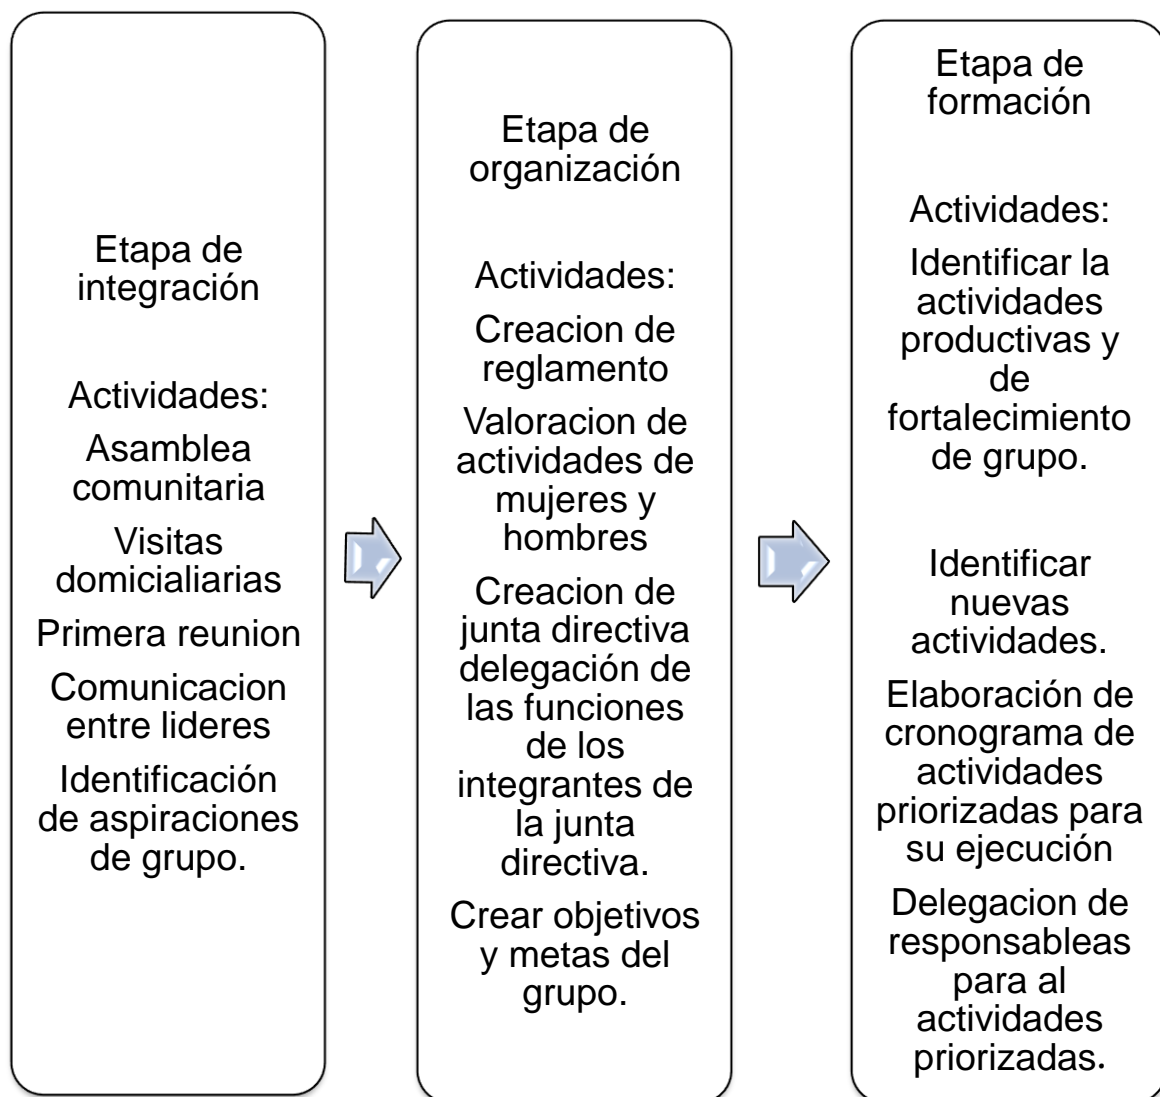 Etapa de
integración
Actividades:
Asamblea
comunitaria
Visitas
domicialiarias
Primera reunion
Comunicacion
entre lideres
Identificación
de aspiraciones
de grupo.
Etapa de
organización
Actividades:
Creacion de
reglamento
Valoracion de
actividades de
mujeres y
hombres
Creacion de
junta directiva
delegación de
las funciones
de los
integrantes de
la junta
directiva.
Crear objetivos
y metas del
grupo.
Etapa de
formación
Actividades:
Identificar la
actividades
productivas y
de
fortalecimiento
de grupo.
Identificar
nuevas
actividades.
Elaboración de
cronograma de
actividades
priorizadas para
su ejecución
Delegacion de
responsableas
para al
actividades
priorizadas.